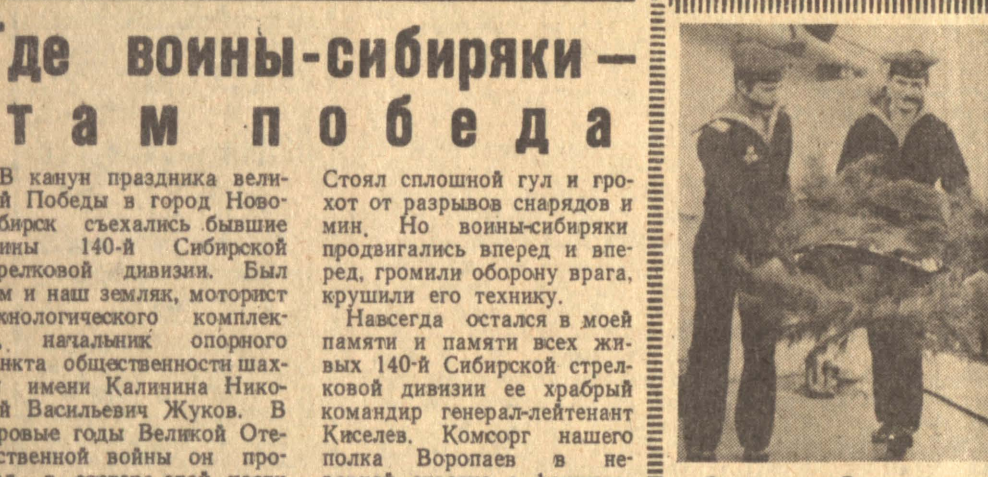 Где воины-сибиряки —
там победа
В канун праздника вели-
й Победы в город Ново-
бирск съехались бывшие
ины 140-й Сибирской
релковой дивизии. Был
м и наш земляк, моторист
хнологического комплек-
, начальник опорного
нкта общественности шах-
имени Калинина Нико-
й Васильевич Жуков. В
ровые годы Великой Оте-
ственной войны он про-
Стоял сплошной гул и гро-
хот от разрывов снарядов и
мин. Но воины-сибиряки
продвигались вперед и впе-
ред, громили оборону врага,
крушили его технику.
Навсегда остался в моей
памяти и памяти всех жи-
вых 140-й Сибирской стрел-
ковой дивизии ее храбрый
командир генерал-лейтенант
Киселев. Комсорг нашего
полка Воропаев в не-